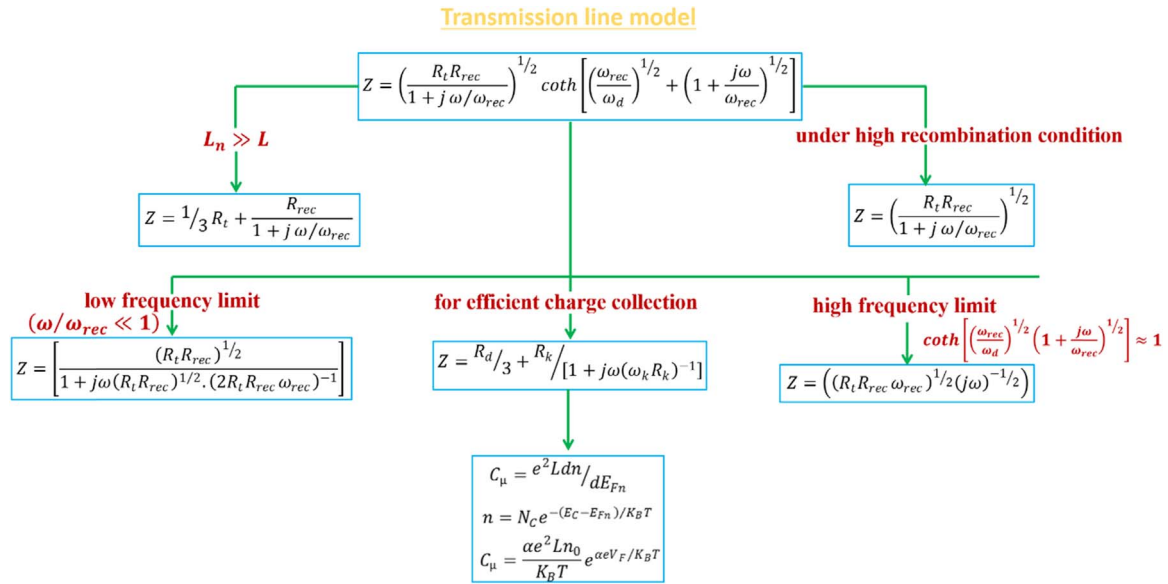 Transmission line model
Z = (R_t R_rec / (1 + j ω/ω_rec))^{1/2} coth[(ω_rec/ω_d)^{1/2} + (1 + jω/ω_rec)^{1/2}]
L_n ≫ L
under high recombination condition
Z = 1/3 R_t + R_rec / (1 + j ω/ω_rec)
Z = (R_t R_rec / (1 + j ω/ω_rec))^{1/2}
low frequency limit
(ω/ω_rec ≪ 1)
for efficient charge collection
high frequency limit
coth[(ω_rec/ω_d)^{1/2} (1 + jω/ω_rec)^{1/2}] ≈ 1
Z = [(R_t R_rec)^{1/2} / (1 + jω(R_t R_rec)^{1/2}.(2R_t R_rec ω_rec)^{-1})]
Z = R_d/3 + R_k/[1 + jω(ω_k R_k)^{-1}]
Z = ((R_t R_rec ω_rec)^{1/2} (jω)^{-1/2})
C_μ = e^2 Ldn/dE_Fn
n = N_C e^{-(E_C−E_Fn)/K_B T}
C_μ = (αe^2 Ln_0 / K_B T) e^{αeV_F/K_B T}